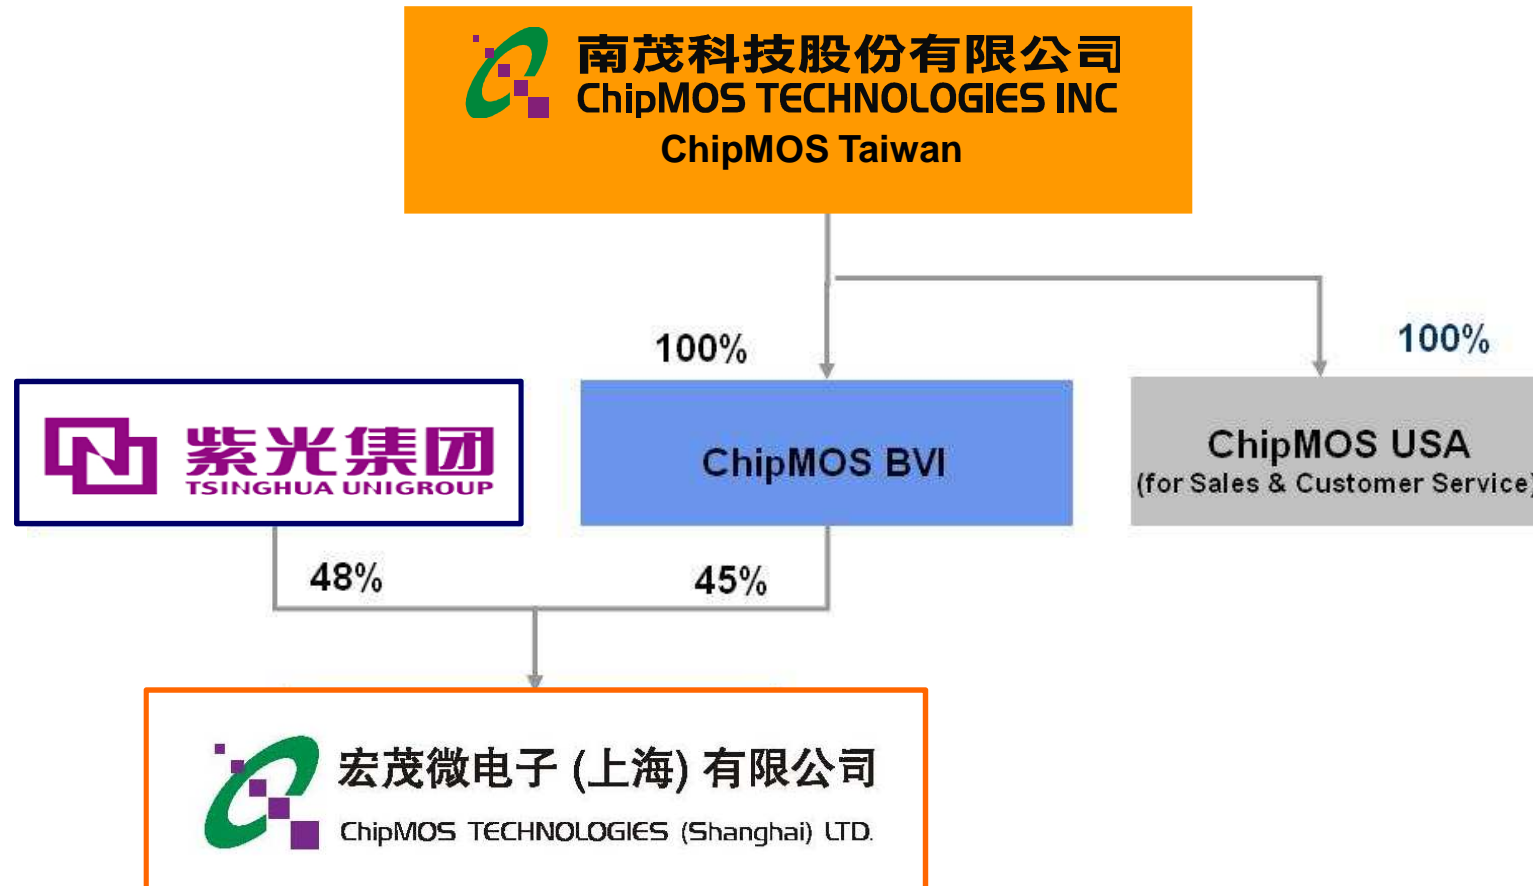 南茂科技股份有限公司
ChipMOS TECHNOLOGIES INC
ChipMOS Taiwan
100%
100%
紫光集团
TSINGHUA UNIGROUP
ChipMOS BVI
ChipMOS USA
(for Sales & Customer Service)
48%
45%
宏茂微电子 (上海) 有限公司
ChipMOS TECHNOLOGIES (Shanghai) LTD.